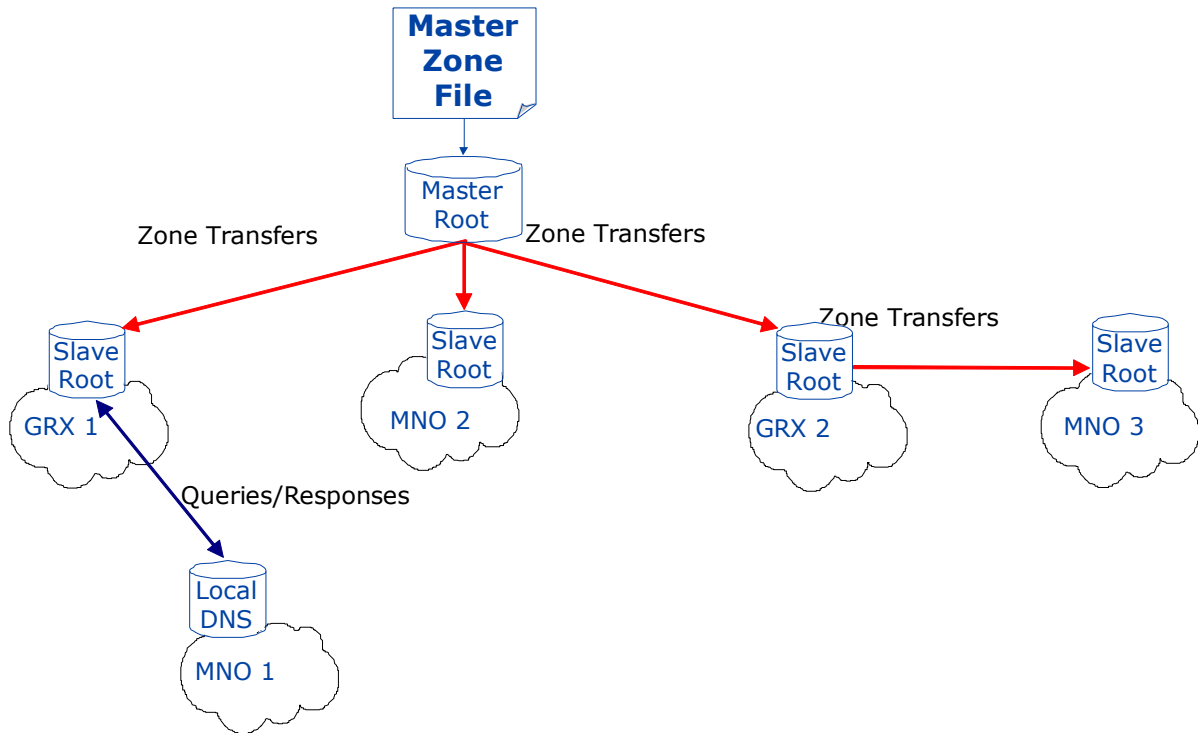 Master
Zone
File
Master
Root
Zone Transfers
Zone Transfers
Zone Transfers
Slave
Root
GRX 1
Slave
Root
MNO 2
Slave
Root
GRX 2
Slave
Root
MNO 3
Queries/Responses
Local
DNS
MNO 1